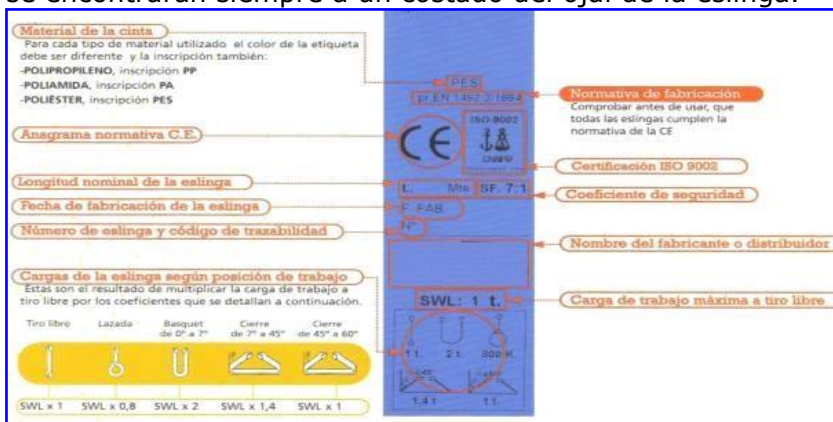 se encontrarán siempre a un costado del ojal de la eslinga.
Material de la cinta
Para cada tipo de material utilizado el color de la etiqueta
debe ser diferente y la inscripción también:
-POLIPROPILENO, inscripción PP
-POLIAMIDA, inscripción PA
-POLIÉSTER, inscripción PES
Anagrama normativa C.E.
Longitud nominal de la eslinga
Fecha de fabricación de la eslinga
Número de eslinga y código de trazabilidad
Cargas de la eslinga según posición de trabajo
Estas son el resultado de multiplicar la carga de trabajo a
tiro libre por los coeficientes que se detallan a continuación.
Tiro libre
Lazada
Basquet
de 0° a 7°
Cierre
de 7° a 45°
Cierre
de 45° a 60°
SWL x 1
SWL x 0,8
SWL x 2
SWL x 1,4
SWL x 1
PES
pr.EN 1492.2.1994
CE
ISO-9002
L. Mts.
SF. 7:1
F. FAB.
Nº
SWL: 1 t.
1 t.
2 t.
800 K.
1.4 t
1 t.
Normativa de fabricación
Comprobar antes de usar, que
todas las eslingas cumplen la
normativa de la CE
Certificación ISO 9002
Coeficiente de seguridad
Nombre del fabricante o distribuidor
Carga de trabajo máxima a tiro libre